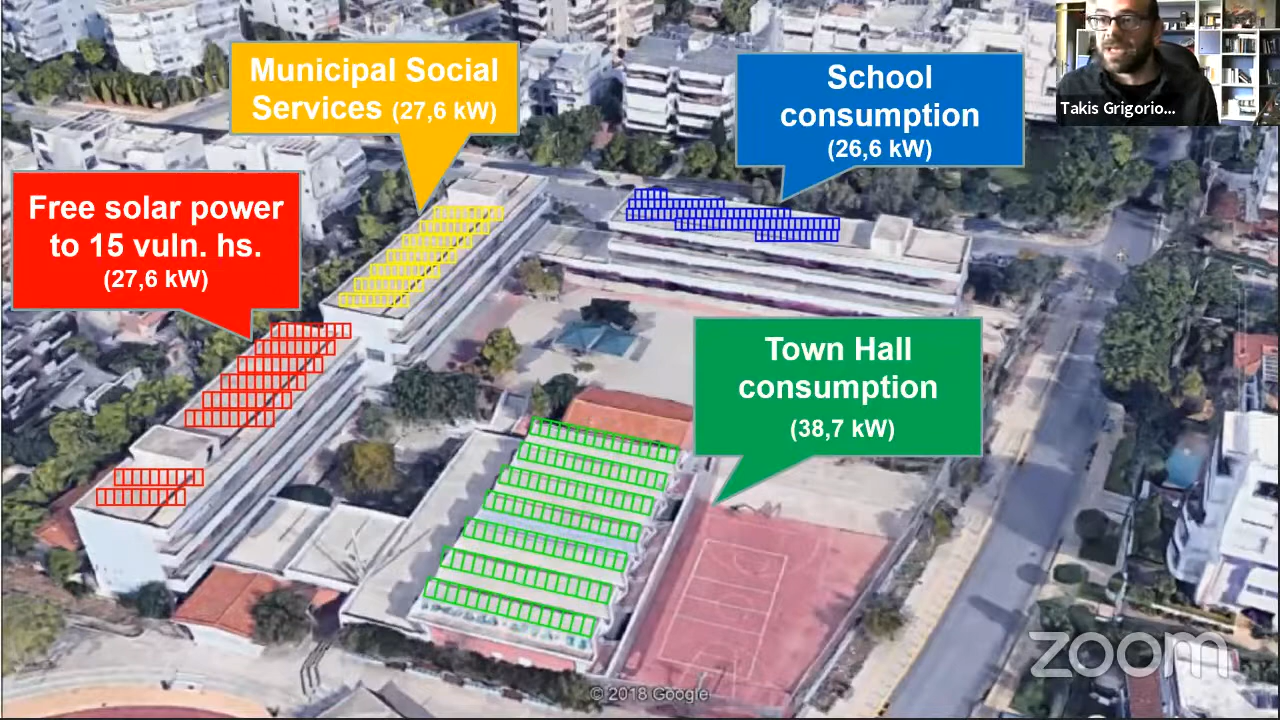 Municipal Social
Services (27,6 kW)
School
consumption
(26,6 kW)
Takis Grigorio...
Free solar power
to 15 vuln. hs.
(27,6 kW)
Town Hall
consumption
(38,7 kW)
zoom
© 2018 Google